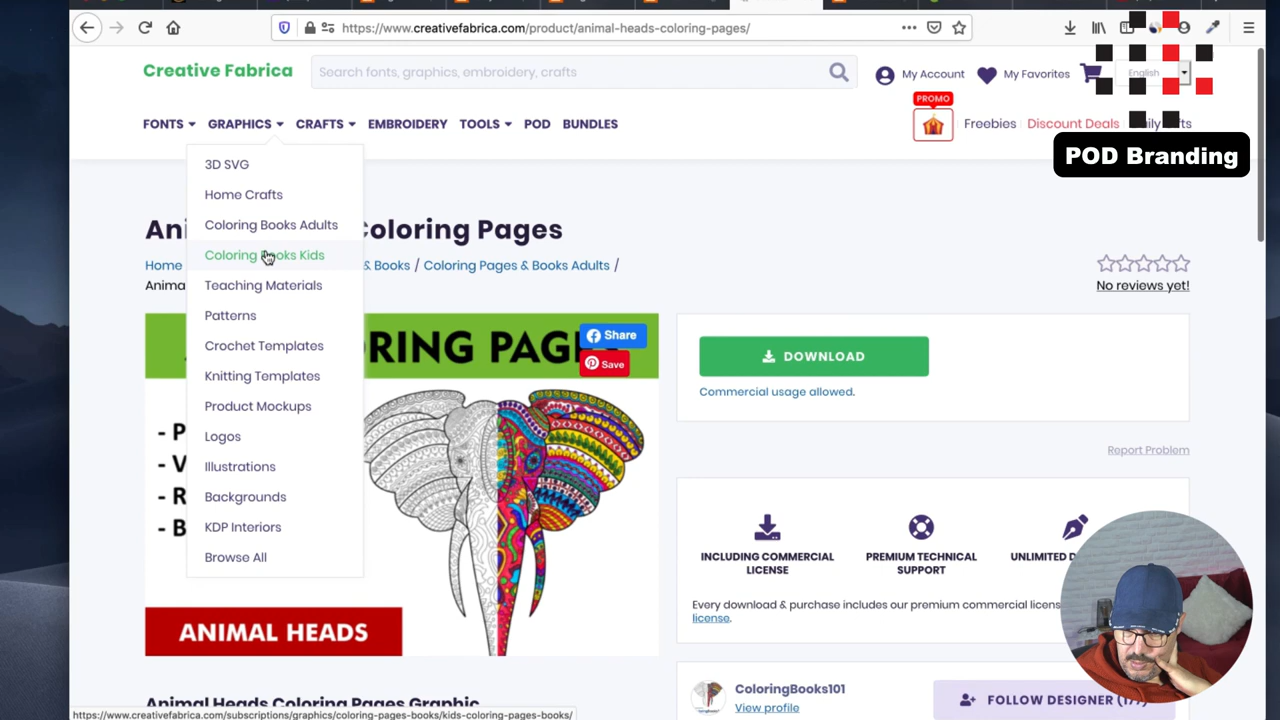 https://www.creativefabrica.com/product/animal-heads-coloring-pages/
Creative Fabrica
Search fonts, graphics, embroidery, crafts
My Account
My Favorites
English
FONTS
GRAPHICS
CRAFTS
EMBROIDERY
TOOLS
POD
BUNDLES
PROMO
Freebies
Discount Deals
POD Branding
3D SVG
Home Crafts
Coloring Books Adults
Coloring Books Kids
Teaching Materials
Patterns
Crochet Templates
Knitting Templates
Product Mockups
Logos
Illustrations
Backgrounds
KDP Interiors
Browse All
Coloring Pages
Home
& Books / Coloring Pages & Books Adults /
No reviews yet!
Share
Save
ANIMAL HEADS
DOWNLOAD
Commercial usage allowed.
Report Problem
INCLUDING COMMERCIAL LICENSE
PREMIUM TECHNICAL SUPPORT
UNLIMITED
Every download & purchase includes our premium commercial
license.
Animal Heads Coloring Pages Graphic
ColoringBooks101
View profile
FOLLOW DESIGNER
https://www.creativefabrica.com/subscriptions/graphics/coloring-pages-books/kids-coloring-pages-books/